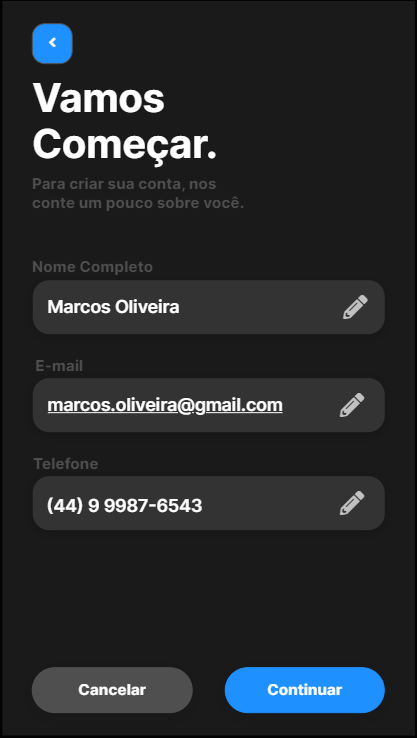 Vamos
Começar.
Para criar sua conta, nos
conte um pouco sobre você.
Nome Completo
Marcos Oliveira
E-mail
marcos.oliveira@gmail.com
Telefone
(44) 9 9987-6543
Cancelar Continuar